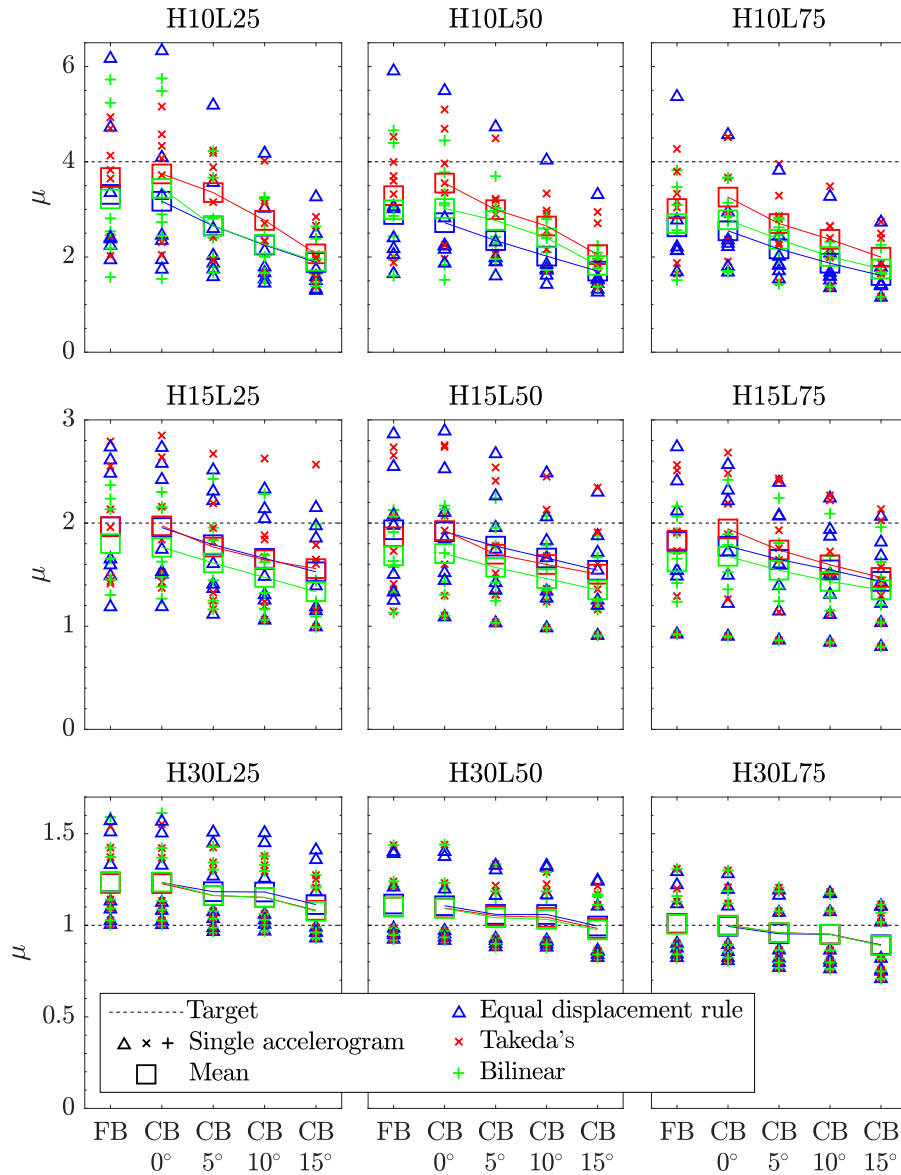 H10L25 H10L50 H10L75
6
4
μ
2
0
H15L25 H15L50 H15L75
3
2
μ
1
0
H30L25 H30L50 H30L75
1.5
1
μ
0.5
0
Target
Single accelerogram
Mean
Equal displacement rule
Takeda's
Bilinear
FB CB CB CB CB FB CB CB CB CB FB CB CB CB CB
0° 5° 10° 15° 0° 5° 10° 15° 0° 5° 10° 15°